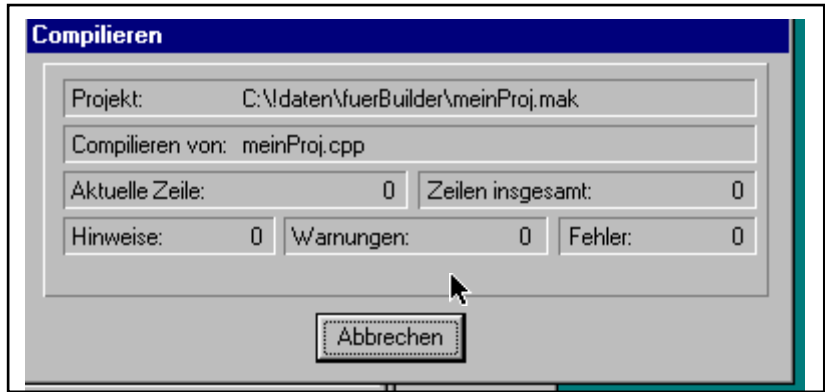 Compilieren
Projekt: C:\!daten\fuerBuilder\meinProj.mak
Compilieren von: meinProj.cpp
Aktuelle Zeile: 0 Zeilen insgesamt: 0
Hinweise: 0 Warnungen: 0 Fehler: 0
Abbrechen